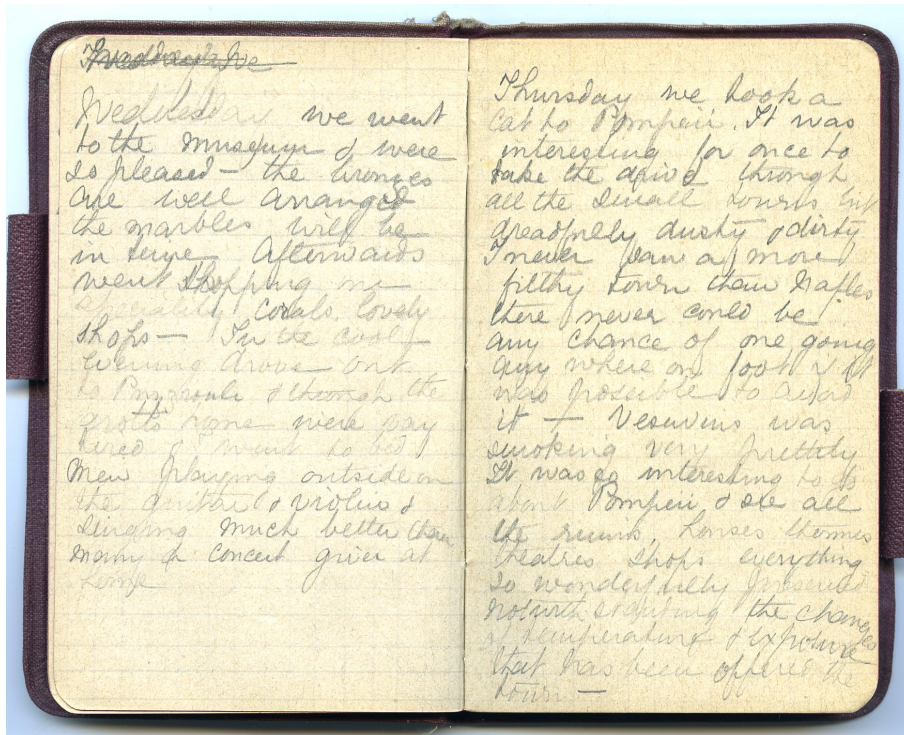 Wednesday we went
to the Museum & were
so pleased — the bronzes
are well arranged
the marbles will be
in time Afterwards
went shopping
speciality corals, lovely
shops — In the cool
evening drove out
to & through the
grotto were
tired & went to bed
Men playing outside on
the guitar & violin &
singing much better than
many a concert given at
home
Thursday we took a
cab to Pompeii. It was
interesting for once to
take the drive through
all the small towns but
dreadfully dusty & dirty
I never saw a more
filthy town than Naples
there never could be
any chance of one going
any where on foot if it
was possible to avoid
it — Vesuvius was
smoking very prettily
It was so interesting to go
about Pompeii & see all
the ruins, houses
theatres shops everything
so wonderfully preserved
notwithstanding the changes
of temperature & exposure
that has been offered the
town —